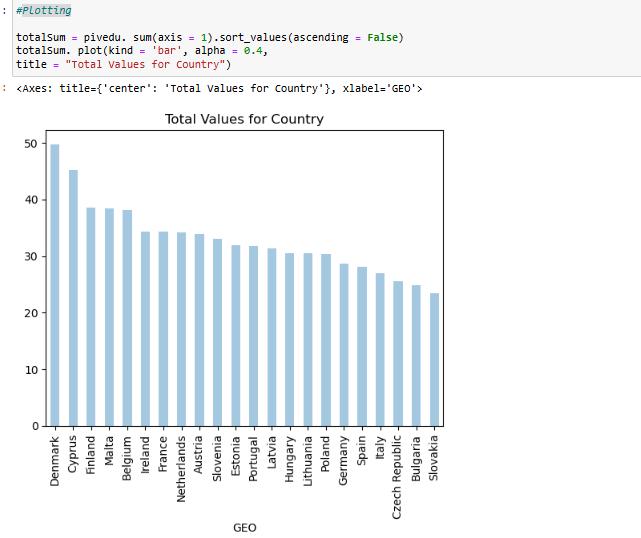 : #Plotting
totalSum = pivedu. sum(axis = 1).sort_values(ascending = False)
totalSum. plot(kind = 'bar', alpha = 0.4,
title = "Total Values for Country")
: <Axes: title={'center': 'Total Values for Country'}, xlabel='GEO'>
Total Values for Country
50
40
30
20
10
0
Denmark
Cyprus
Finland
Malta
Belgium
Ireland
France
Netherlands
Austria
Slovenia
Estonia
Portugal
Latvia
Hungary
Lithuania
Poland
Germany
Spain
Italy
Czech Republic
Bulgaria
Slovakia
GEO